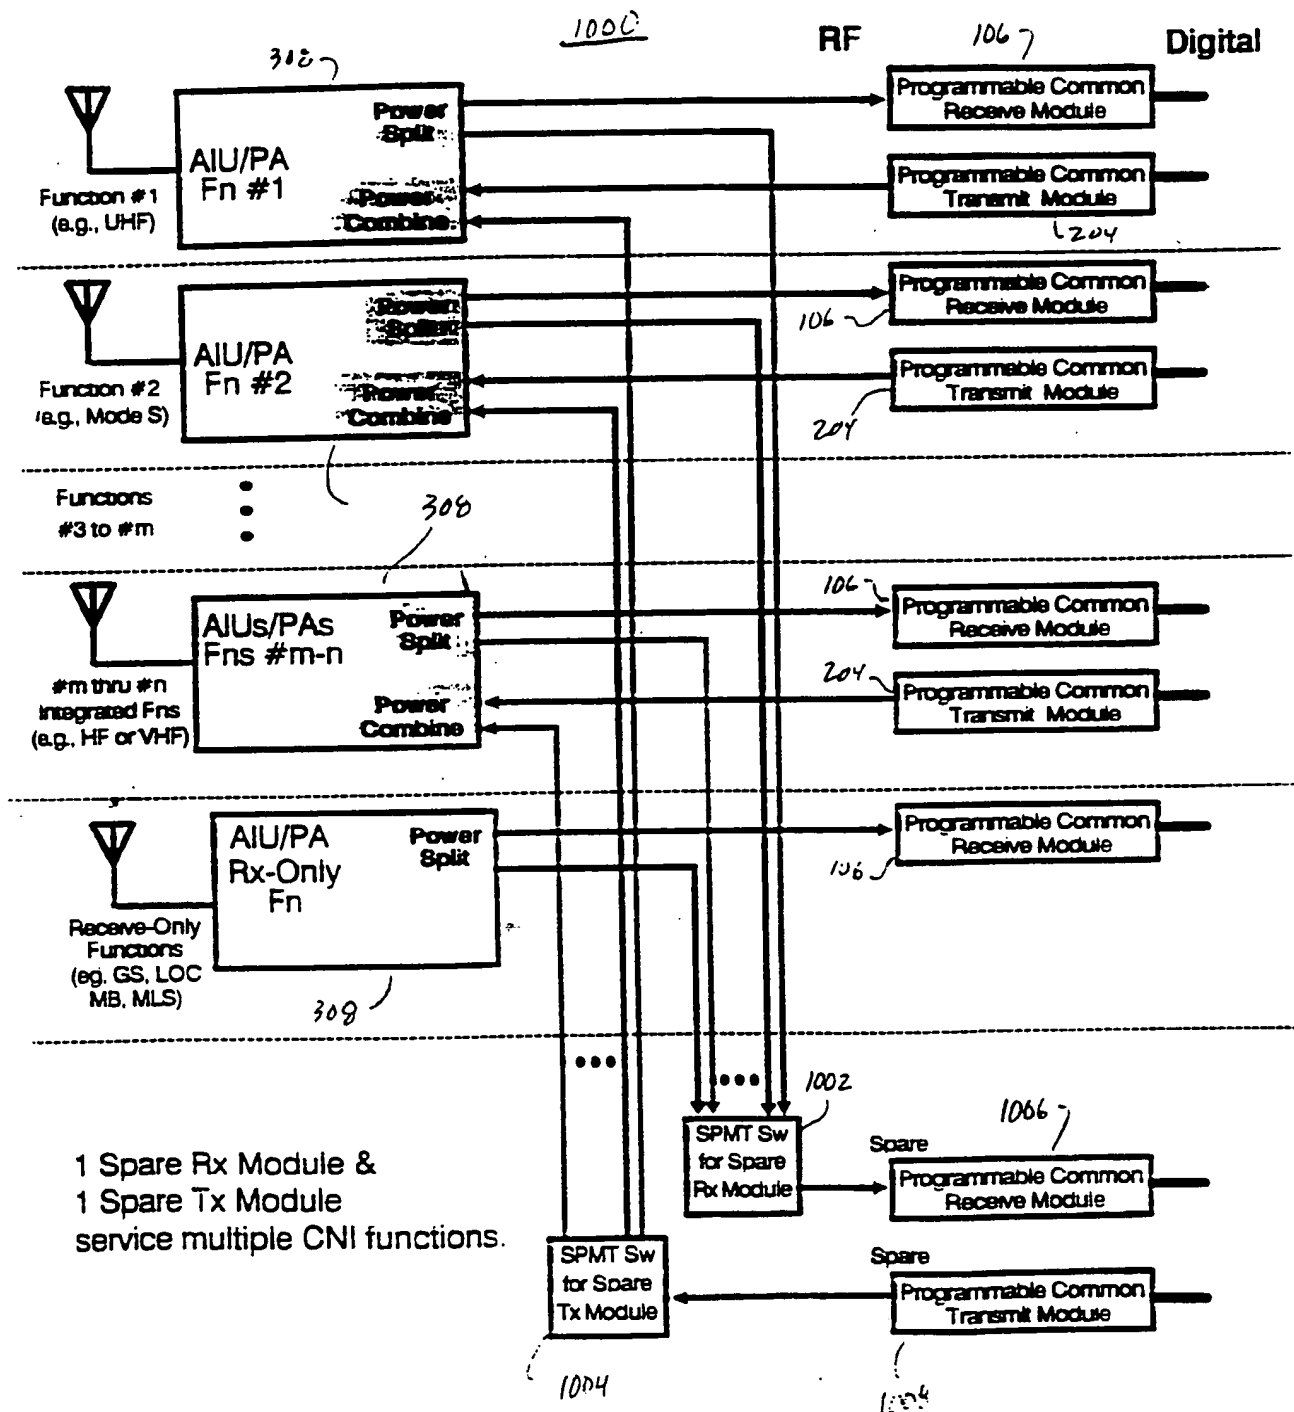 1000
RF
106
Digital
308
Power
Split
AIU/PA
Fn #1
Power
Combine
Function #1
(e.g., UHF)
Programmable Common
Receive Module
Programmable Common
Transmit Module
204
AIU/PA
Fn #2
Power
Split
Power
Combine
Function #2
(e.g., Mode S)
Programmable Common
Receive Module
106
Programmable Common
Transmit Module
204
Functions
#3 to #m
308
AIUs/PAs
Fns #m-n
Power
Split
Power
Combine
#m thru #n
Integrated Fns
(e.g., HF or VHF)
106
Programmable Common
Receive Module
204
Programmable Common
Transmit Module
AIU/PA
Rx-Only
Fn
Power
Split
Receive-Only
Functions
(eg. GS, LOC
MB, MLS)
308
Programmable Common
Receive Module
106
1002
SPMT Sw
for Spare
Rx Module
1006
Spare
Programmable Common
Receive Module
1 Spare Rx Module &
1 Spare Tx Module
service multiple CNI functions.
SPMT Sw
for Spare
Tx Module
1004
Spare
Programmable Common
Transmit Module